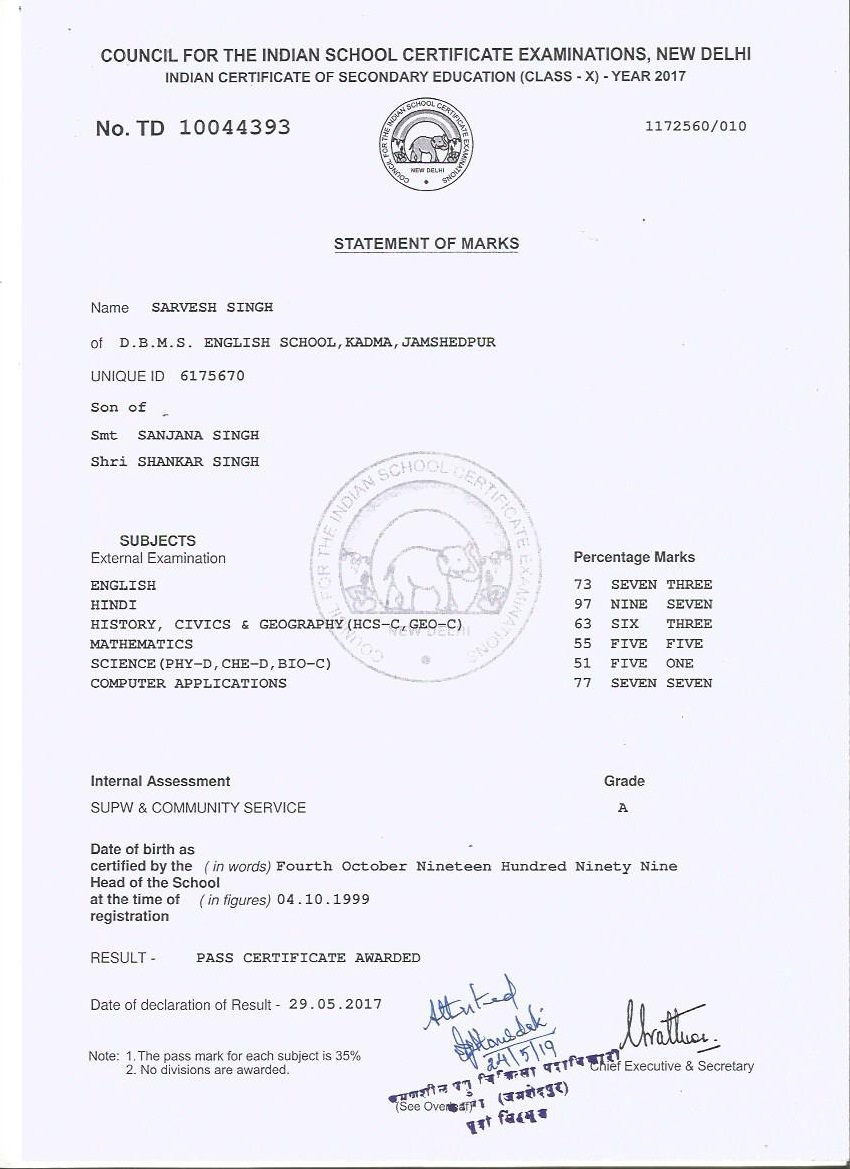 COUNCIL FOR THE INDIAN SCHOOL CERTIFICATE EXAMINATIONS, NEW DELHI
INDIAN CERTIFICATE OF SECONDARY EDUCATION (CLASS - X) - YEAR 2017
No. TD 10044393
1172560/010
COUNCIL FOR THE INDIAN SCHOOL CERTIFICATE EXAMINATIONS
NEW DELHI
STATEMENT OF MARKS
Name SARVESH SINGH
of D.B.M.S. ENGLISH SCHOOL,KADMA,JAMSHEDPUR
UNIQUE ID 6175670
Son of
Smt SANJANA SINGH
Shri SHANKAR SINGH
COUNCIL FOR THE INDIAN SCHOOL CERTIFICATE EXAMINATIONS
NEW DELHI
SUBJECTS
External Examination Percentage Marks
ENGLISH 73 SEVEN THREE
HINDI 97 NINE SEVEN
HISTORY, CIVICS & GEOGRAPHY(HCS-C,GEO-C) 63 SIX THREE
MATHEMATICS 55 FIVE FIVE
SCIENCE(PHY-D,CHE-D,BIO-C) 51 FIVE ONE
COMPUTER APPLICATIONS 77 SEVEN SEVEN
Internal Assessment Grade
SUPW & COMMUNITY SERVICE A
Date of birth as
certified by the (in words) Fourth October Nineteen Hundred Ninety Nine
Head of the School
at the time of (in figures) 04.10.1999
registration
RESULT - PASS CERTIFICATE AWARDED
Date of declaration of Result - 29.05.2017
Attested
24/5/19
Note: 1. The pass mark for each subject is 35%
2. No divisions are awarded.
Chief Executive & Secretary
भ्रमणशील पशु चिकित्सा पदाधिकारी
(See Overleaf)
(जमशेदपुर)
पूर्वी सिंहभूम